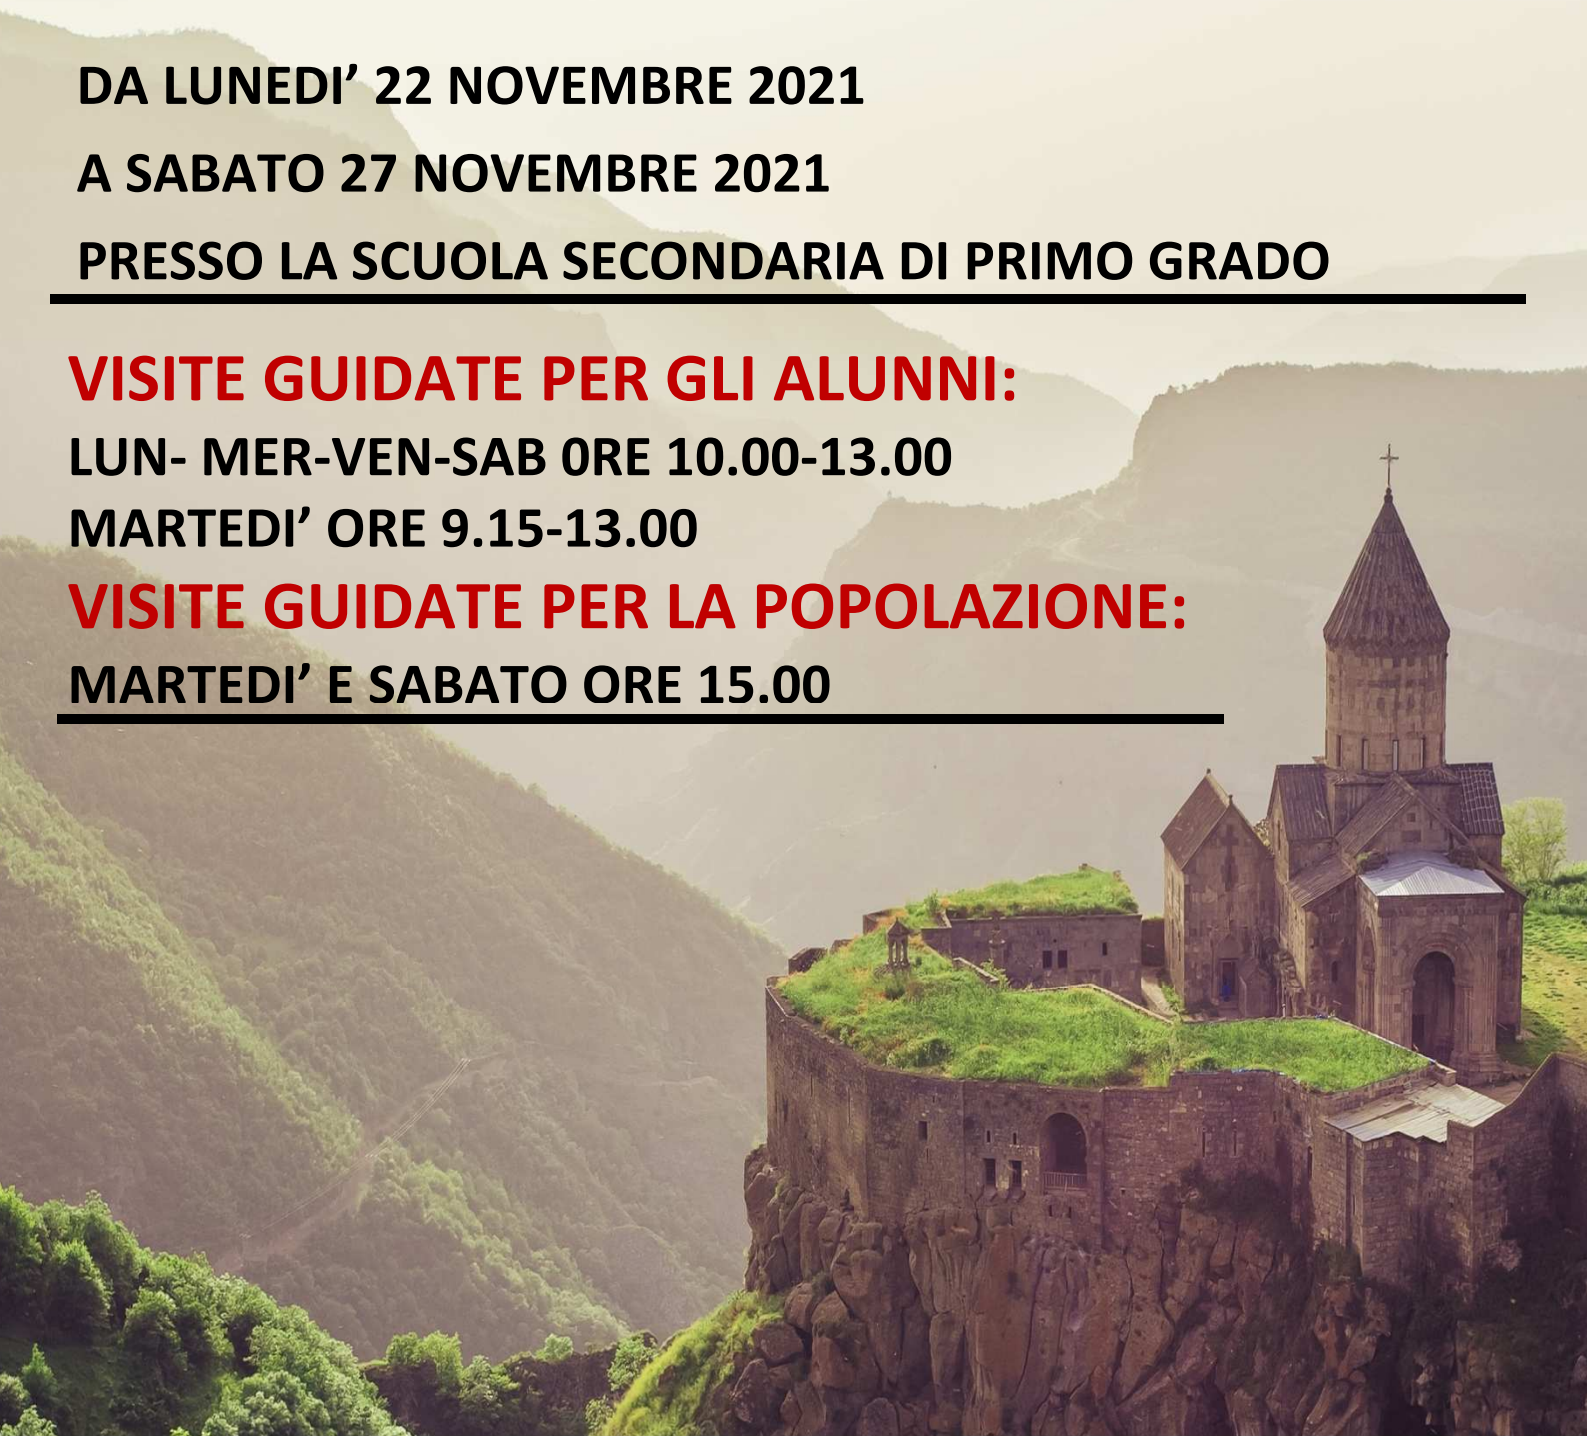 DA LUNEDI’ 22 NOVEMBRE 2021
A SABATO 27 NOVEMBRE 2021
PRESSO LA SCUOLA SECONDARIA DI PRIMO GRADO
VISITE GUIDATE PER GLI ALUNNI:
LUN- MER-VEN-SAB 0RE 10.00-13.00
MARTEDI’ ORE 9.15-13.00
VISITE GUIDATE PER LA POPOLAZIONE:
MARTEDI’ E SABATO ORE 15.00